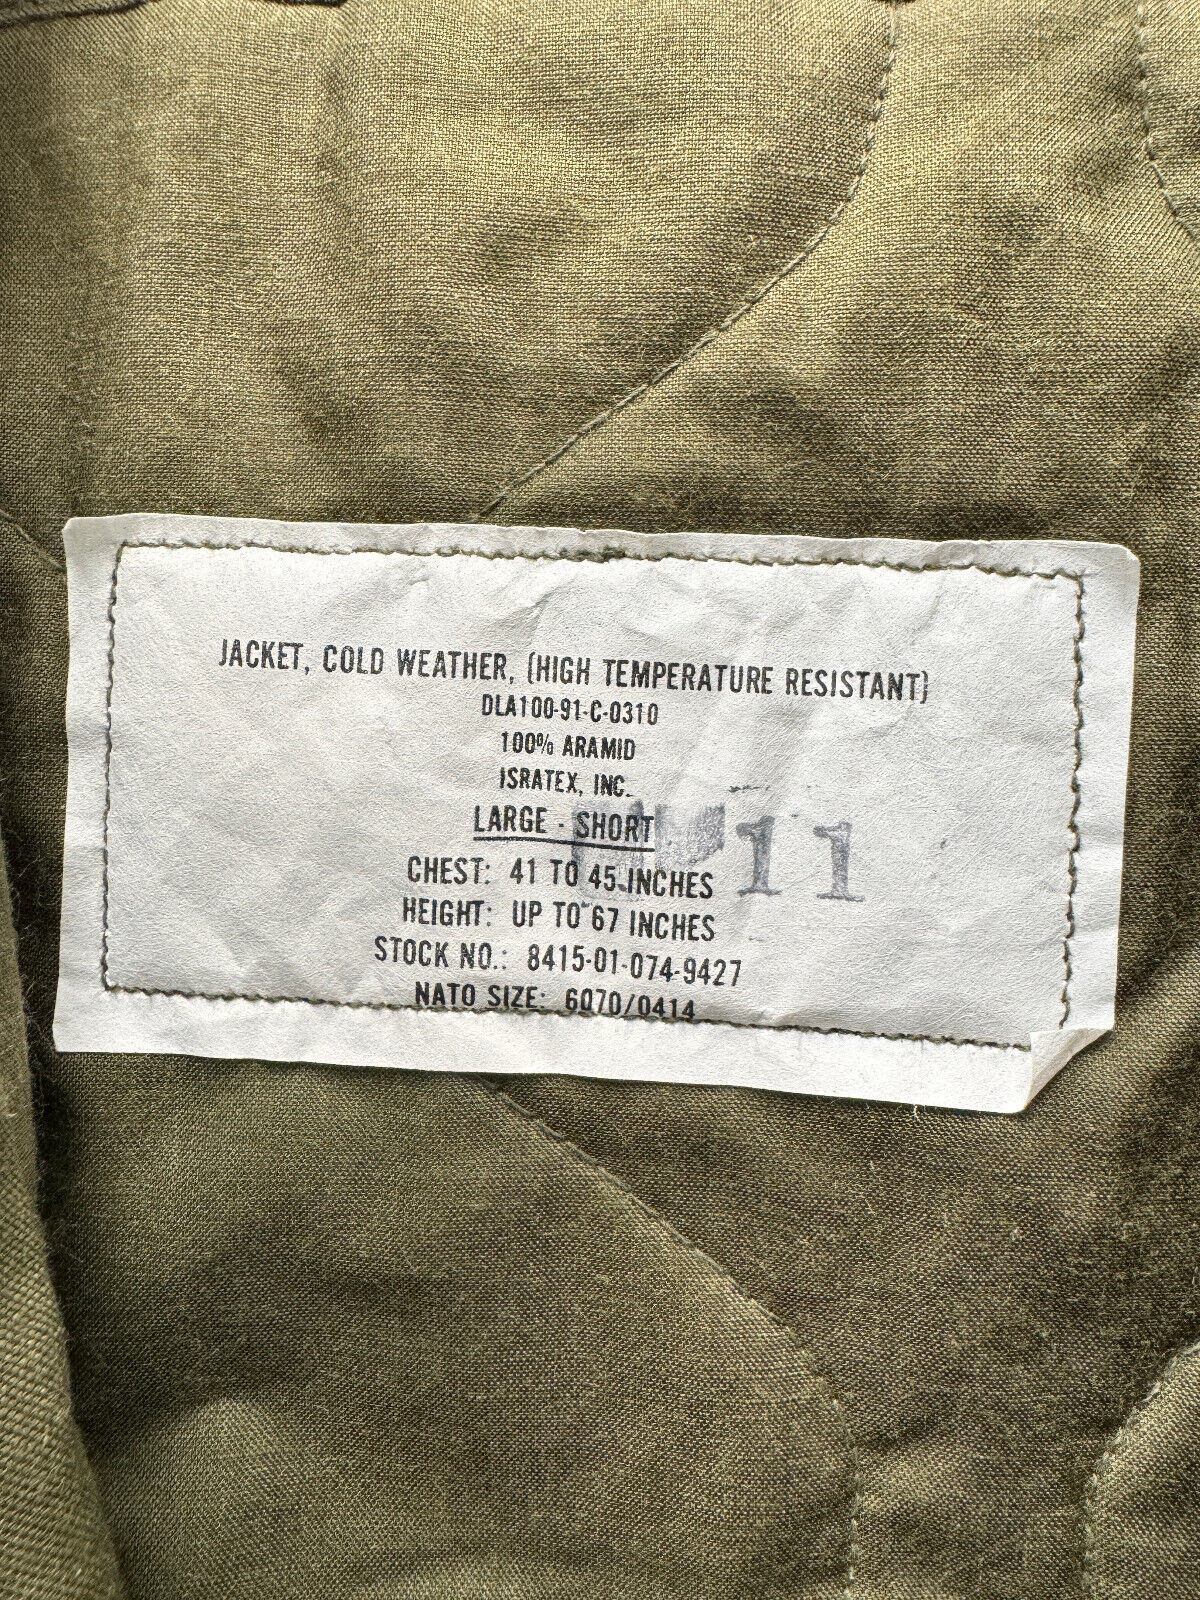 JACKET, COLD WEATHER, (HIGH TEMPERATURE RESISTANT)
DLA100-91-C-0310
100% ARAMID
ISRATEX, INC.
LARGE - SHORT
11
CHEST: 41 TO 45 INCHES
HEIGHT: UP TO 67 INCHES
STOCK NO.: 8415-01-074-9427
NATO SIZE: 6070/0414